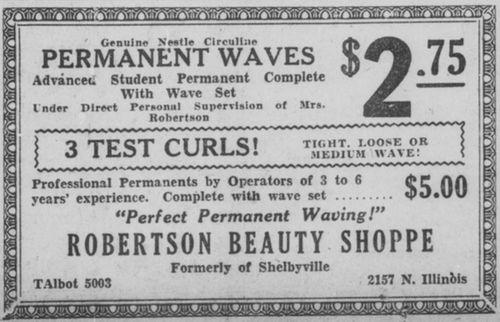 Genuine Nestle Circuline
PERMANENT WAVES
Advanced Student Permanent Complete
With Wave Set
Under Direct Personal Supervision of Mrs.
Robertson
$2.75
3 TEST CURLS!
TIGHT, LOOSE OR
MEDIUM WAVE!
Professional Permanents by Operators of 3 to 6
years' experience. Complete with wave set ......... $5.00
"Perfect Permanent Waving!"
ROBERTSON BEAUTY SHOPPE
Formerly of Shelbyville
TAlbot 5003 2157 N. Illinois